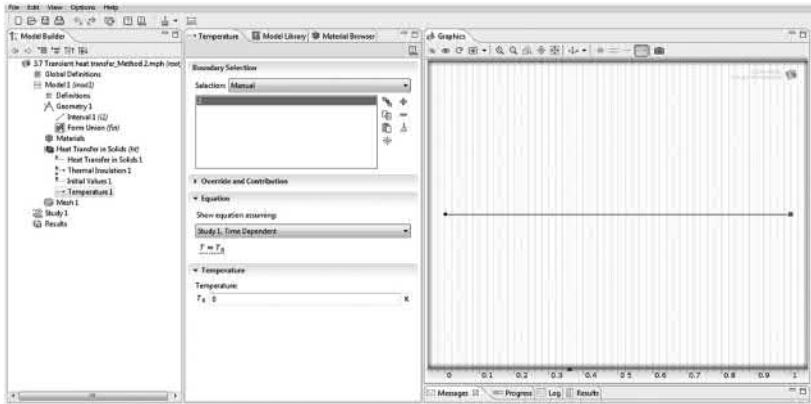 File Edit View Options Help
Model Builder
3.7 Transient heat transfer_Method 2.mph (root
Global Definitions
Model 1 (mod1)
Definitions
Geometry 1
Interval 1 (i1)
Form Union (fin)
Materials
Heat Transfer in Solids (ht)
Heat Transfer in Solids 1
Thermal Insulation 1
Initial Values 1
Temperature 1
Mesh 1
Study 1
Results
Temperature
Model Library
Material Browser
Boundary Selection
Selection: Manual
Override and Contribution
Equation
Show equation assuming:
Study 1, Time Dependent
T = T0
Temperature
Temperature:
T0 0 K
Graphics
0 0.1 0.2 0.3 0.4 0.5 0.6 0.7 0.8 0.9 1
Messages Progress Log Results